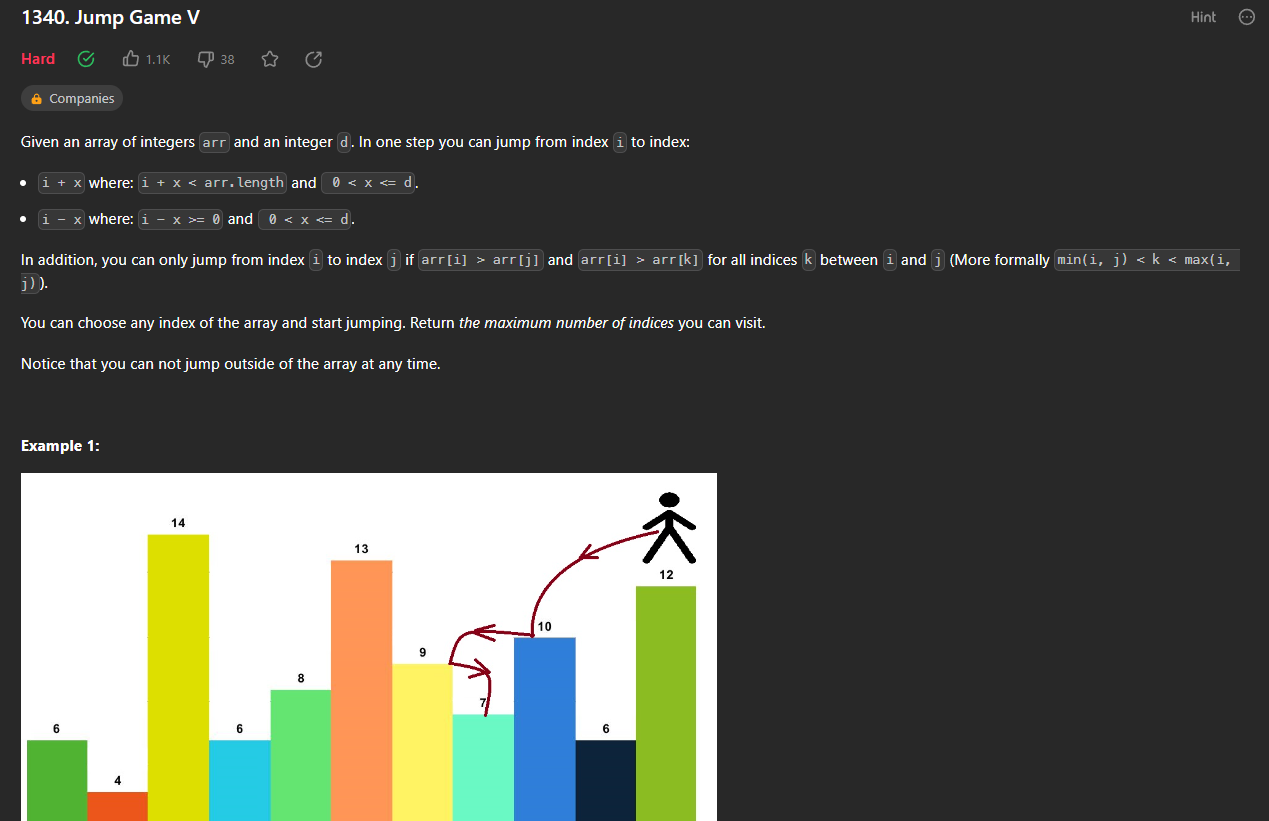 1340. Jump Game V
Hint
Hard 1.1K 38
Companies
Given an array of integers arr and an integer d. In one step you can jump from index i to index:
• i + x where: i + x < arr.length and 0 < x <= d.
• i - x where: i - x >= 0 and 0 < x <= d.
In addition, you can only jump from index i to index j if arr[i] > arr[j] and arr[i] > arr[k] for all indices k between i and j (More formally min(i, j) < k < max(i,
j)).
You can choose any index of the array and start jumping. Return the maximum number of indices you can visit.
Notice that you can not jump outside of the array at any time.
Example 1:
6
4
14
6
8
13
9
7
10
6
12